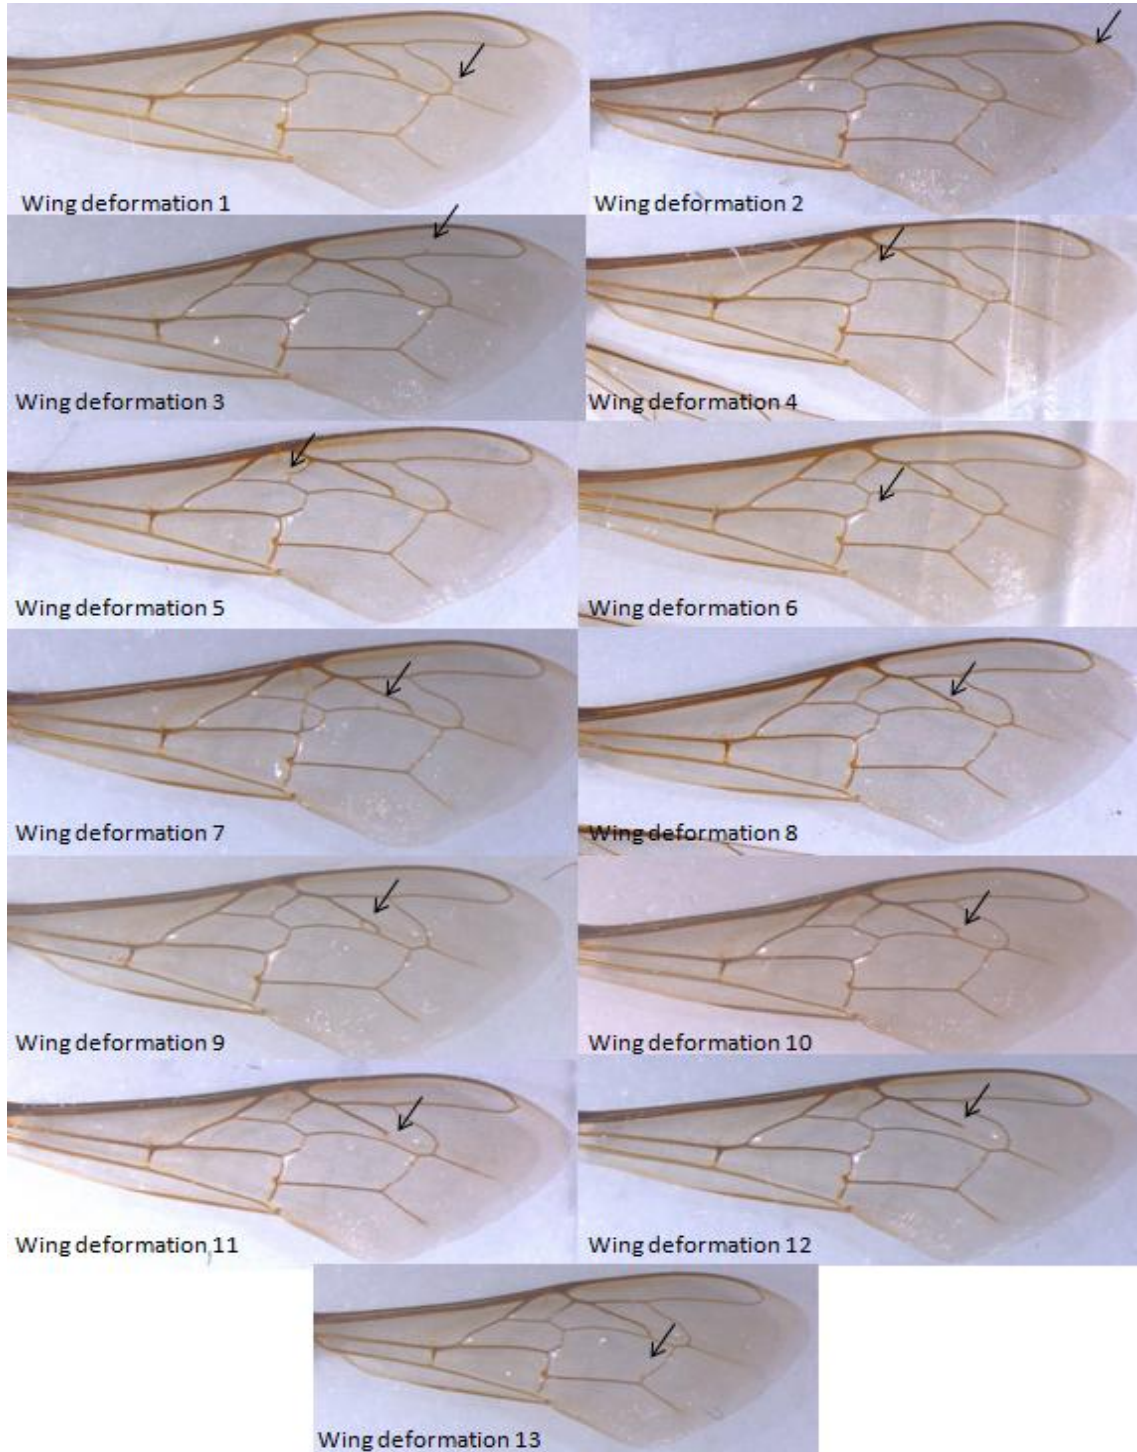 Wing deformation 1
Wing deformation 2
Wing deformation 3
Wing deformation 4
Wing deformation 5
Wing deformation 6
Wing deformation 7
Wing deformation 8
Wing deformation 9
Wing deformation 10
Wing deformation 11
Wing deformation 12
Wing deformation 13